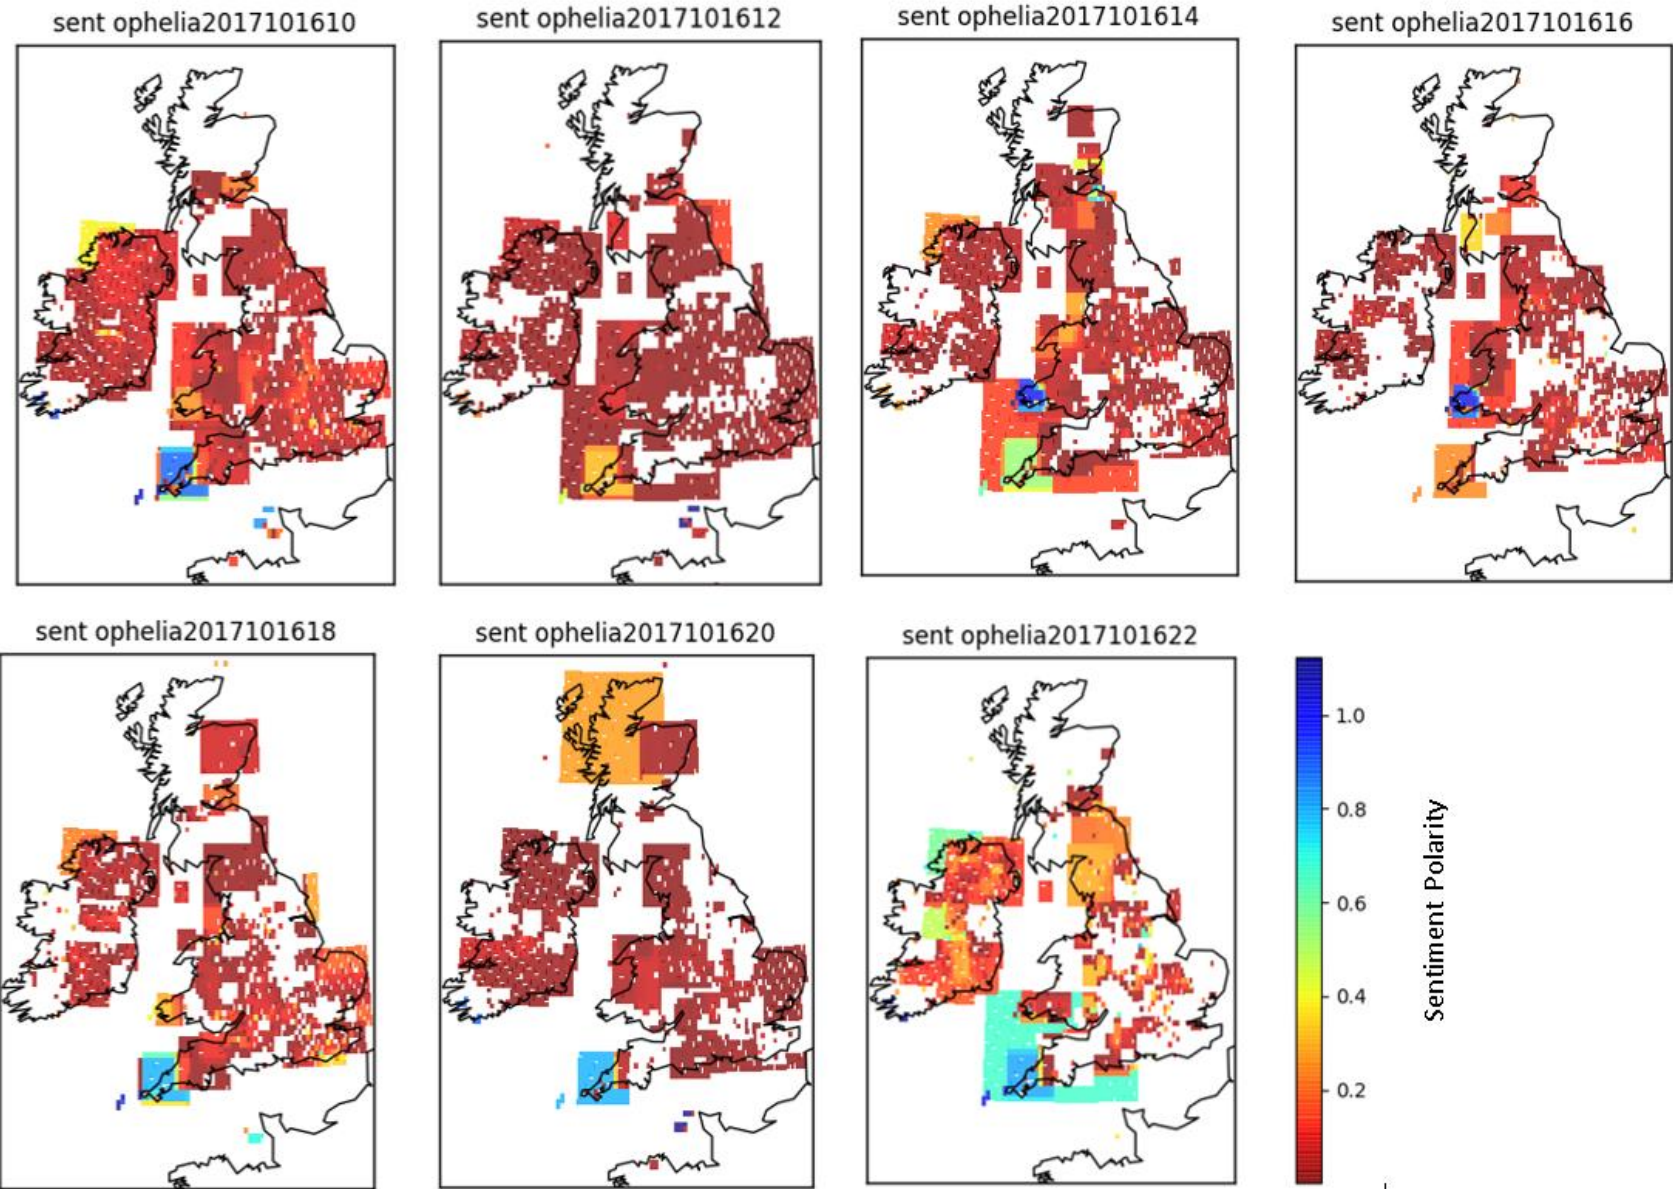 sent ophelia2017101610
sent ophelia2017101612
sent ophelia2017101614
sent ophelia2017101616
sent ophelia2017101618
sent ophelia2017101620
sent ophelia2017101622
1.0
0.8
0.6
0.4
0.2
Sentiment Polarity